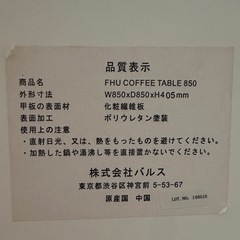 品質表示
商品名 FHU COFFEE TABLE 850
外形寸法 W850xD850xH405mm
甲板の表面材 化粧繊維板
表面加工 ポリウレタン塗装
使用上の注意
・直射日光、又は、熱をもったものを避けてください。
・加熱した鍋や湯沸し等を直接置かないでください。
株式会社バルス
東京都渋谷区神宮前 5-53-67
原産国 中国
LOT.No. 140510